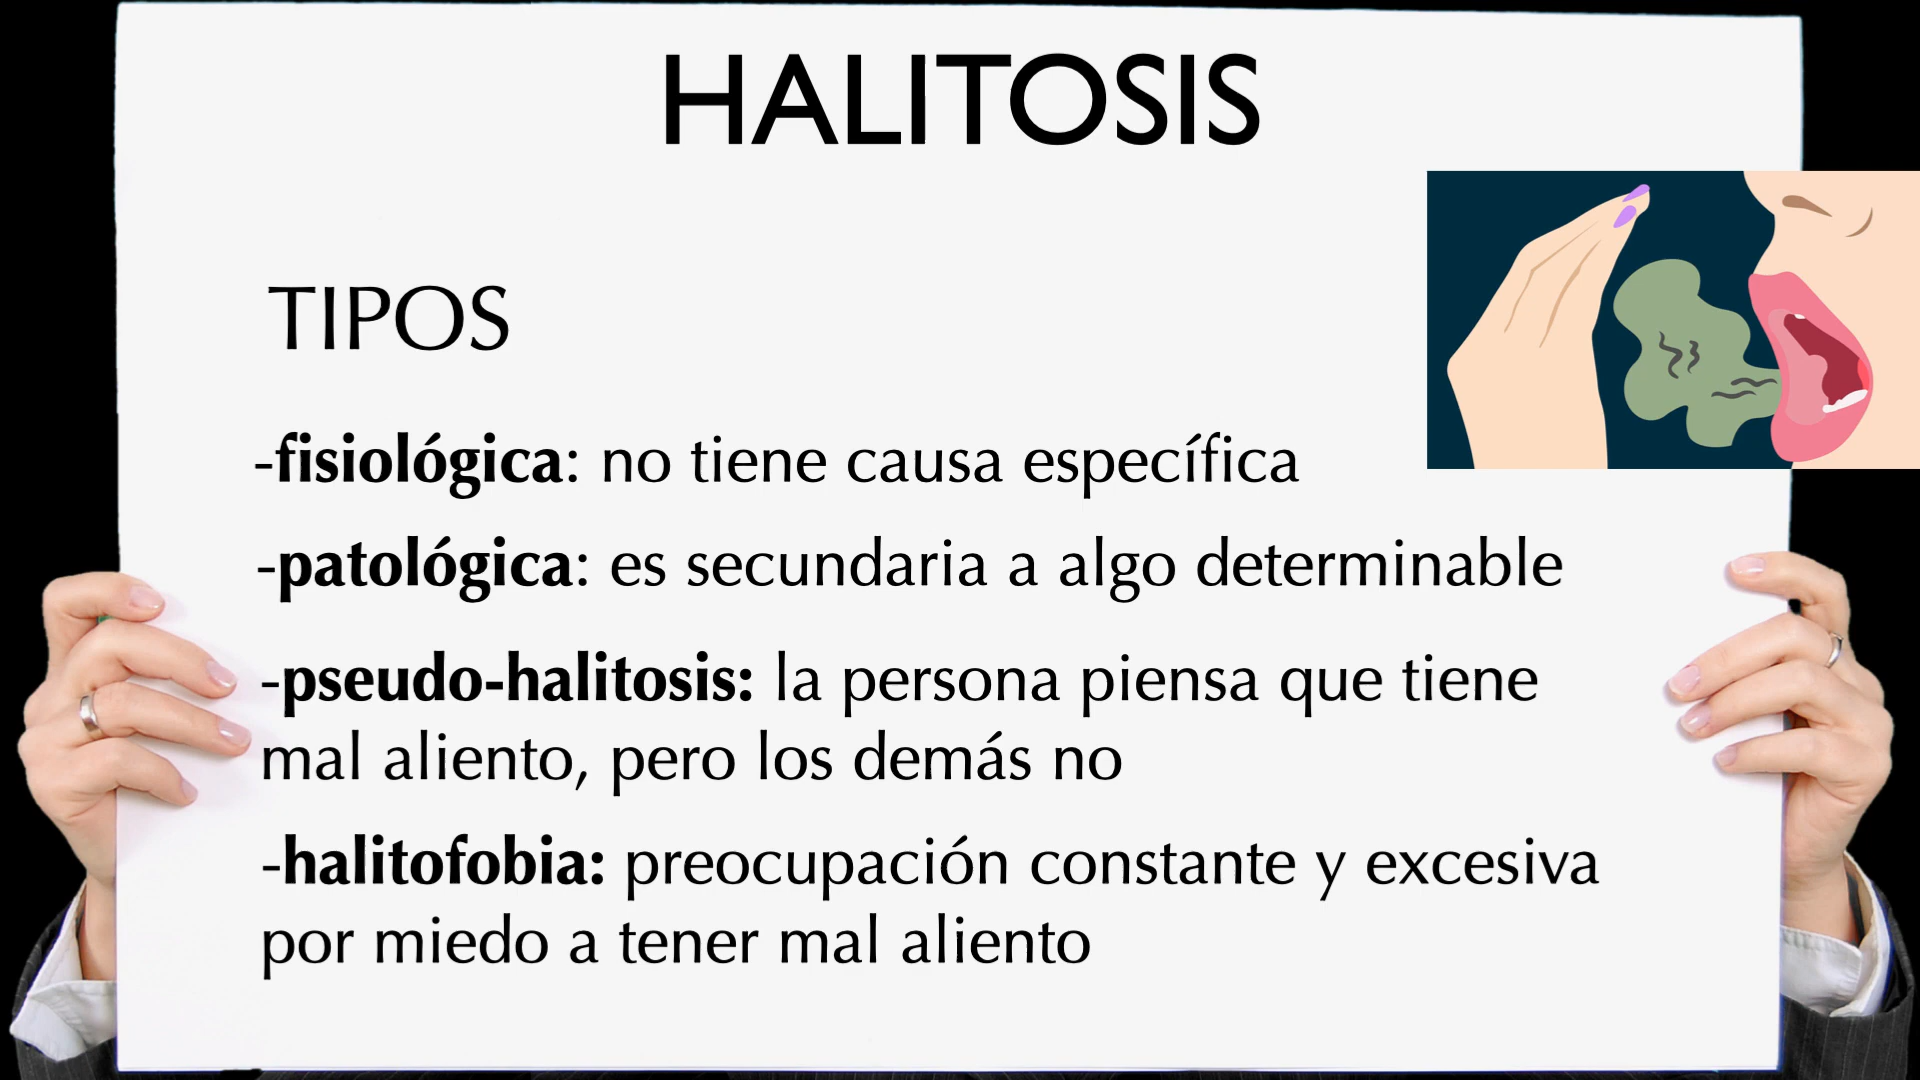 HALITOSIS
TIPOS
-fisiológica: no tiene causa específica
-patológica: es secundaria a algo determinable
-pseudo-halitosis: la persona piensa que tiene
mal aliento, pero los demás no
-halitofobia: preocupación constante y excesiva
por miedo a tener mal aliento